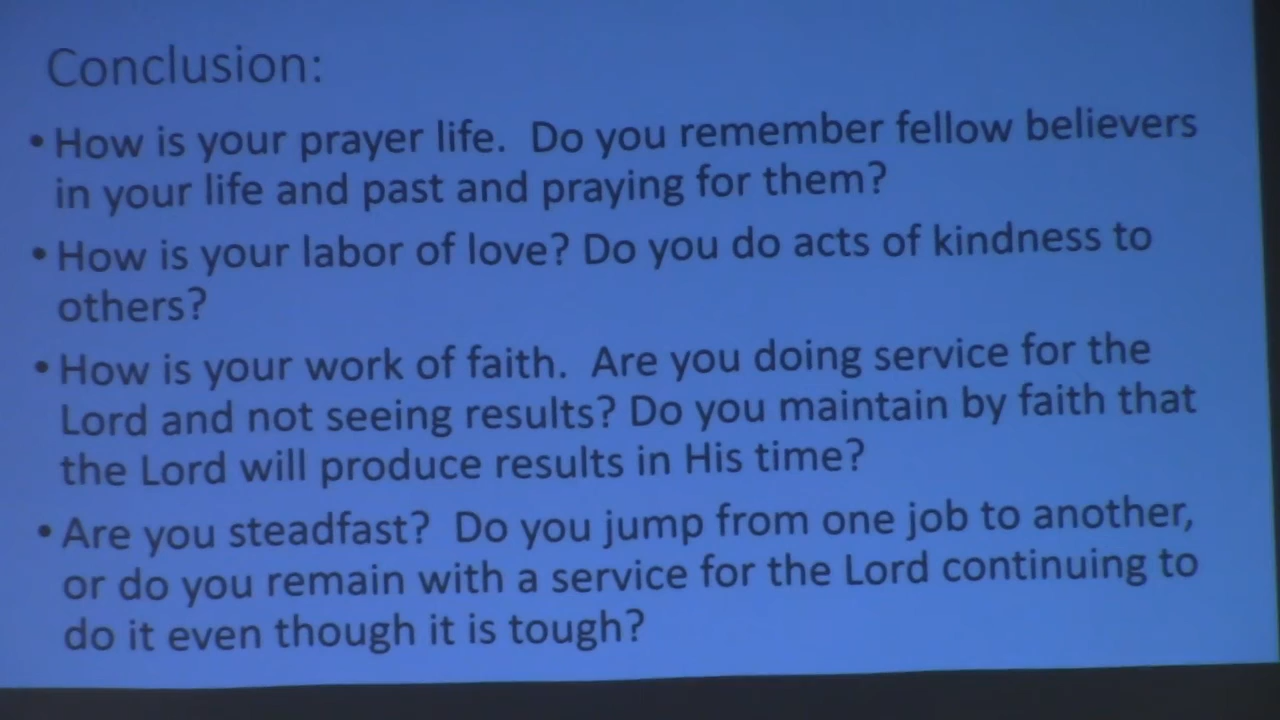 Conclusion:
• How is your prayer life.  Do you remember fellow believers
in your life and past and praying for them?
• How is your labor of love? Do you do acts of kindness to
others?
• How is your work of faith.  Are you doing service for the
Lord and not seeing results? Do you maintain by faith that
the Lord will produce results in His time?
• Are you steadfast?  Do you jump from one job to another,
or do you remain with a service for the Lord continuing to
do it even though it is tough?